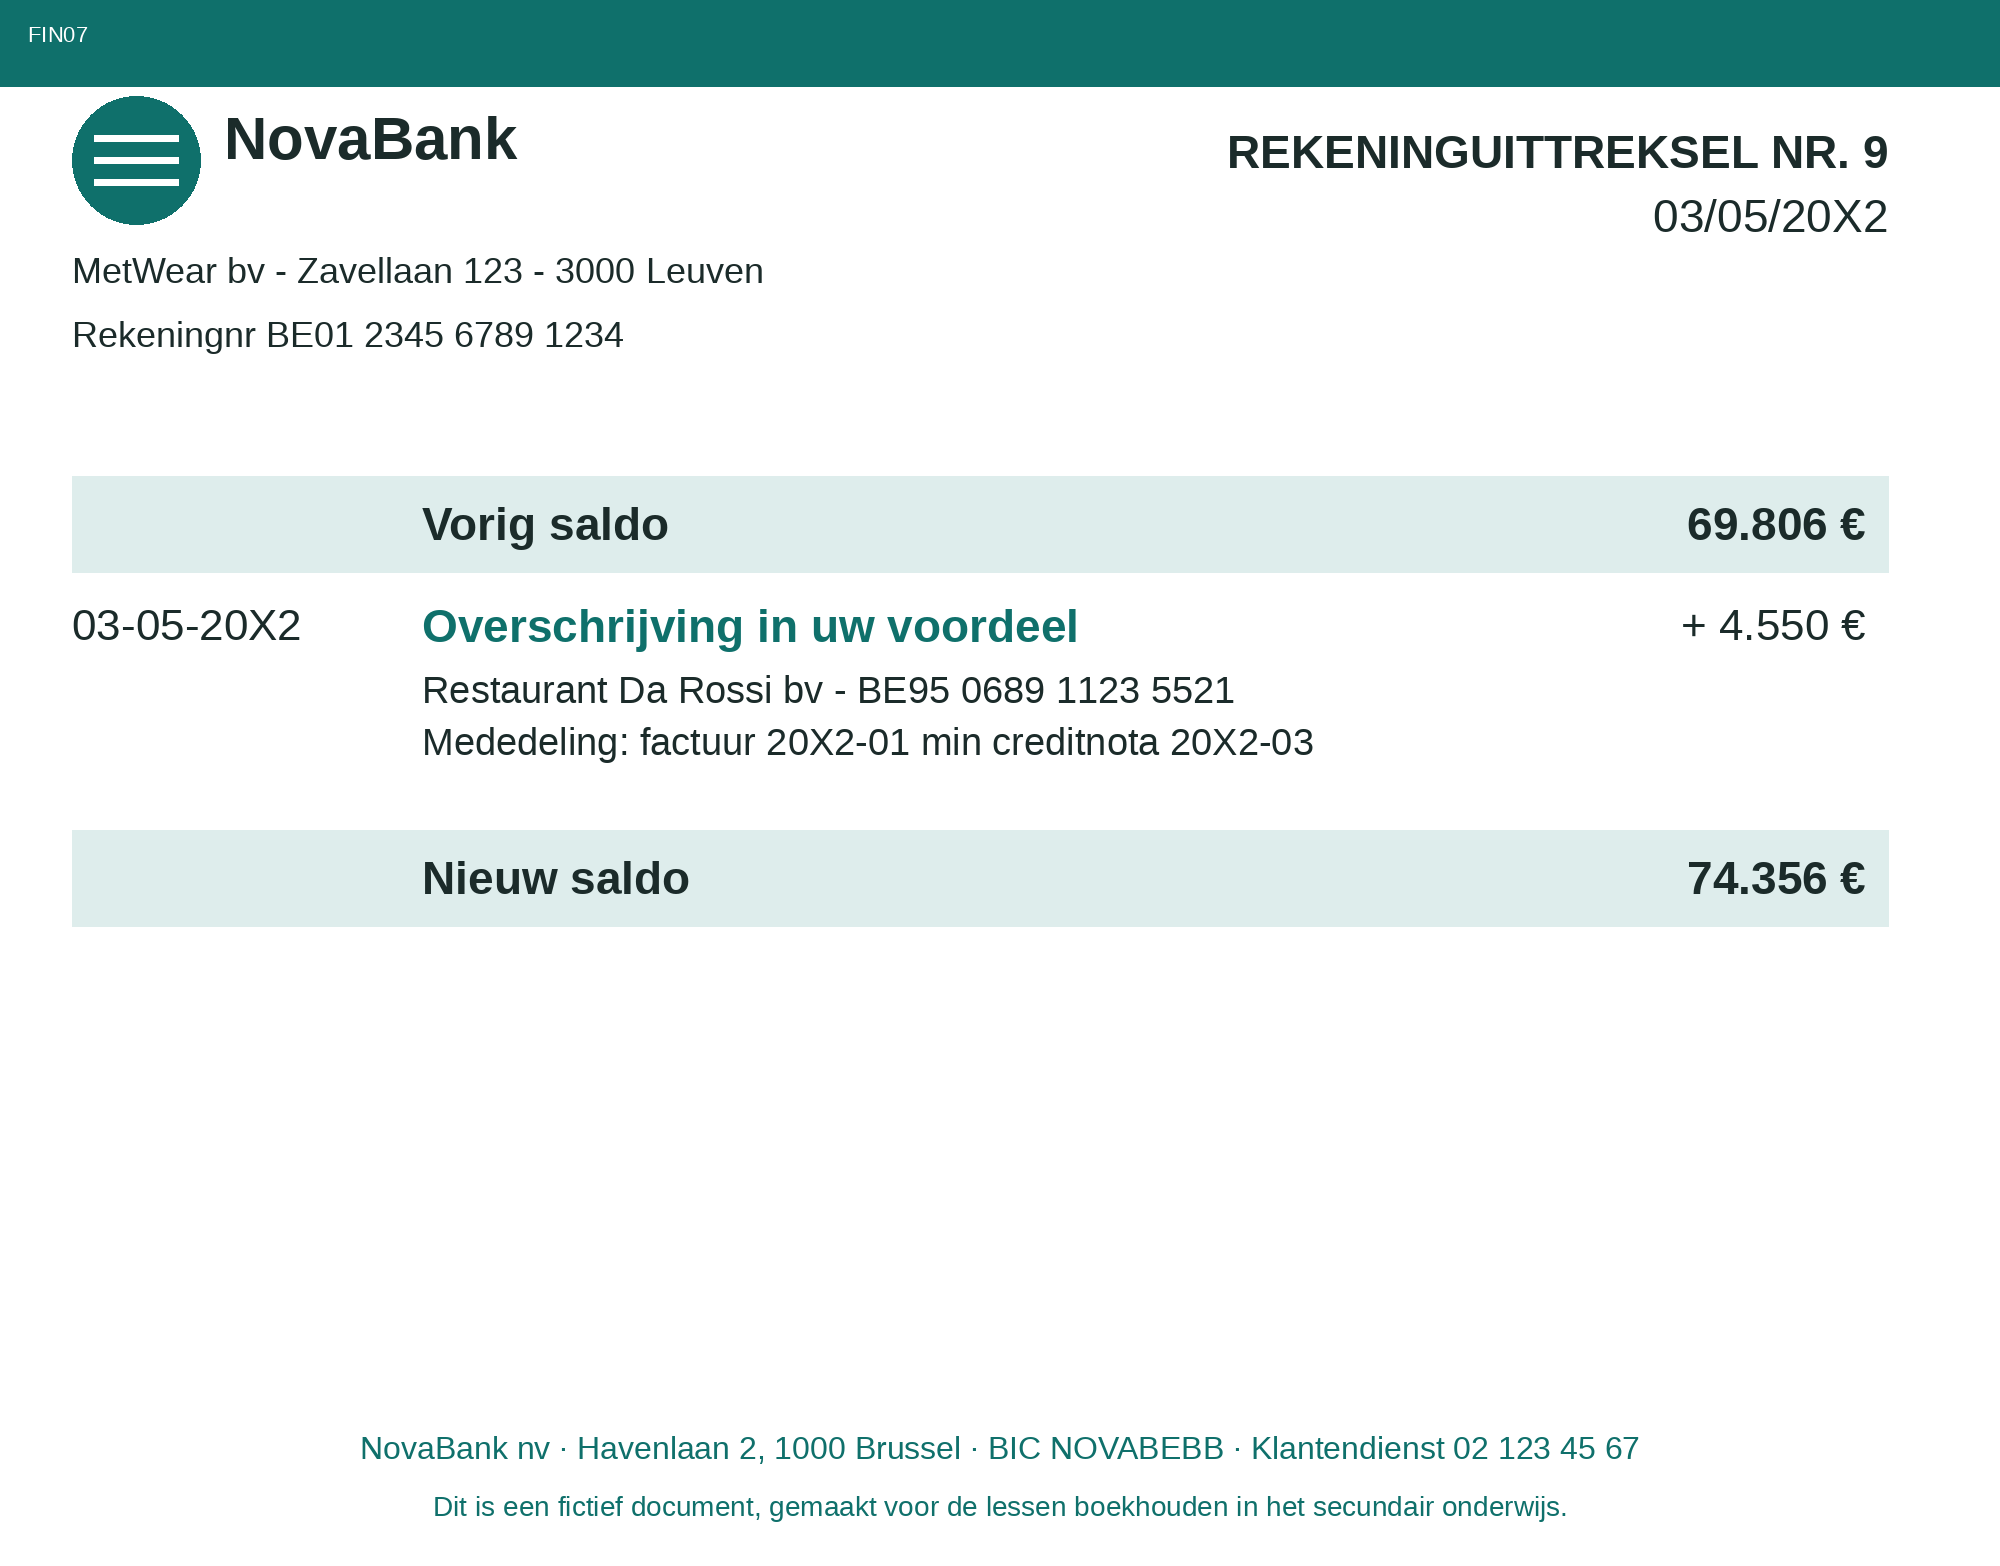 FIN07
NovaBank
REKENINGUITTREKSEL NR. 9
03/05/20X2
MetWear bv - Zavellaan 123 - 3000 Leuven
Rekeningnr BE01 2345 6789 1234
Vorig saldo 69.806 €
03-05-20X2 Overschrijving in uw voordeel + 4.550 €
Restaurant Da Rossi bv - BE95 0689 1123 5521
Mededeling: factuur 20X2-01 min creditnota 20X2-03
Nieuw saldo 74.356 €
NovaBank nv · Havenlaan 2, 1000 Brussel · BIC NOVABEBB · Klantendienst 02 123 45 67
Dit is een fictief document, gemaakt voor de lessen boekhouden in het secundair onderwijs.